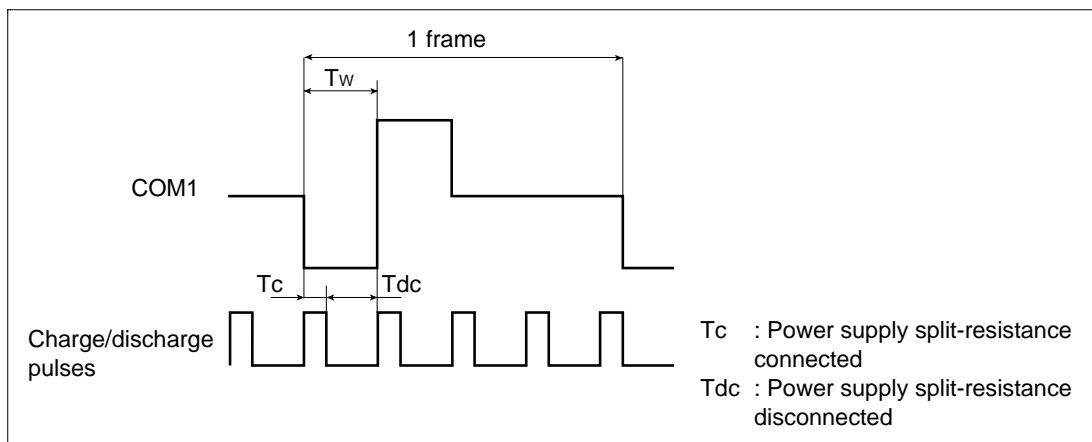 1 frame
Tw
COM1
Tc
Tdc
Charge/discharge
pulses
Tc : Power supply split-resistance
connected
Tdc : Power supply split-resistance
disconnected